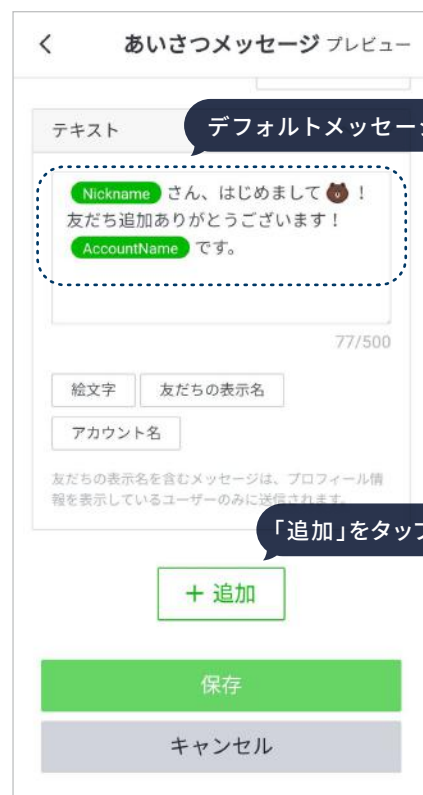 あいさつメッセージ プレビュー
テキスト
デフォルトメッセージ
Nickname さん、はじめまして ！
友だち追加ありがとうございます！
AccountName です。
77/500
絵文字 友だちの表示名
アカウント名
友だちの表示名を含むメッセージは、プロフィール情
報を表示しているユーザーのみに送信されます。
「追加」をタップ
＋ 追加
保存
キャンセル